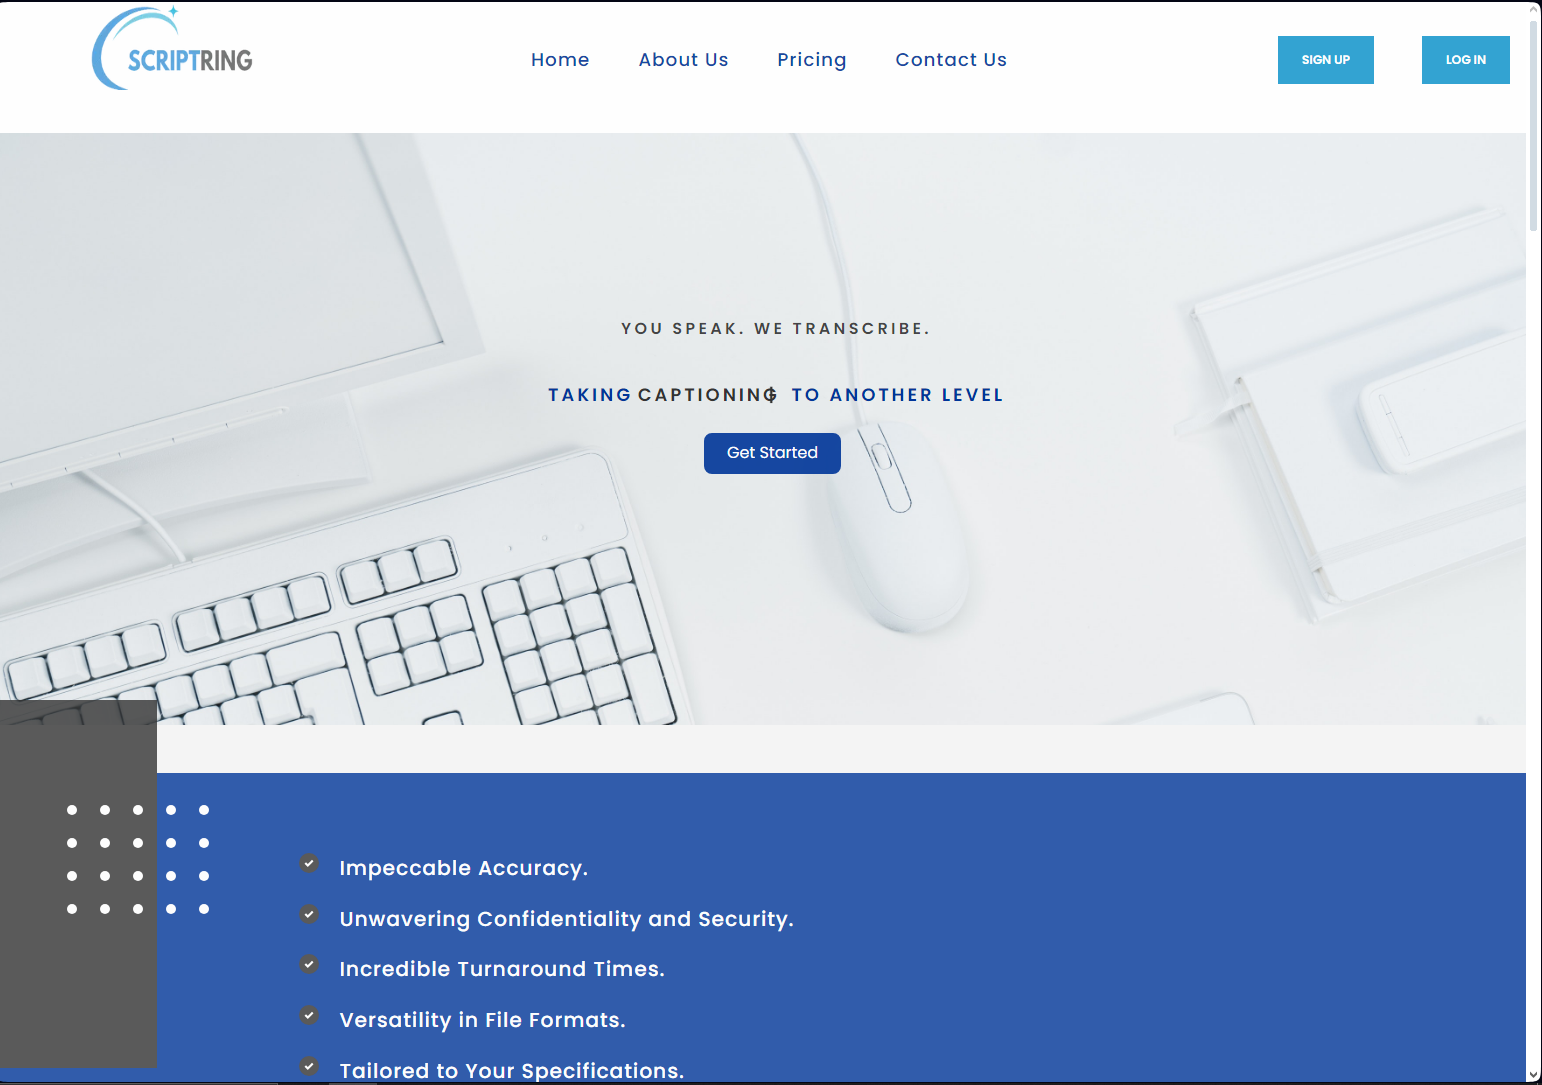 SCRIPTRING
Home About Us Pricing Contact Us
SIGN UP LOG IN
YOU SPEAK. WE TRANSCRIBE.
TAKING CAPTIONING TO ANOTHER LEVEL
Get Started
Impeccable Accuracy.
Unwavering Confidentiality and Security.
Incredible Turnaround Times.
Versatility in File Formats.
Tailored to Your Specifications.